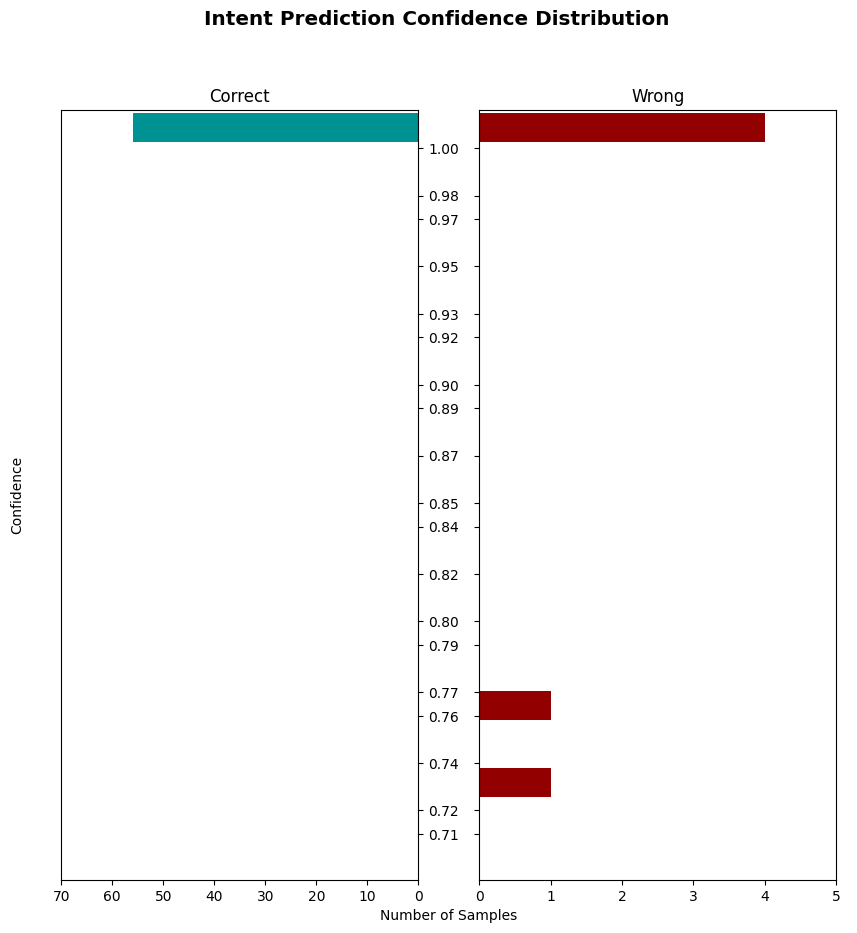 Intent Prediction Confidence Distribution
Correct
Wrong
1.00
0.98
0.97
0.95
0.93
0.92
0.90
0.89
0.87
0.85
0.84
0.82
0.80
0.79
0.77
0.76
0.74
0.72
0.71
Confidence
70 60 50 40 30 20 10 0
0 1 2 3 4 5
Number of Samples